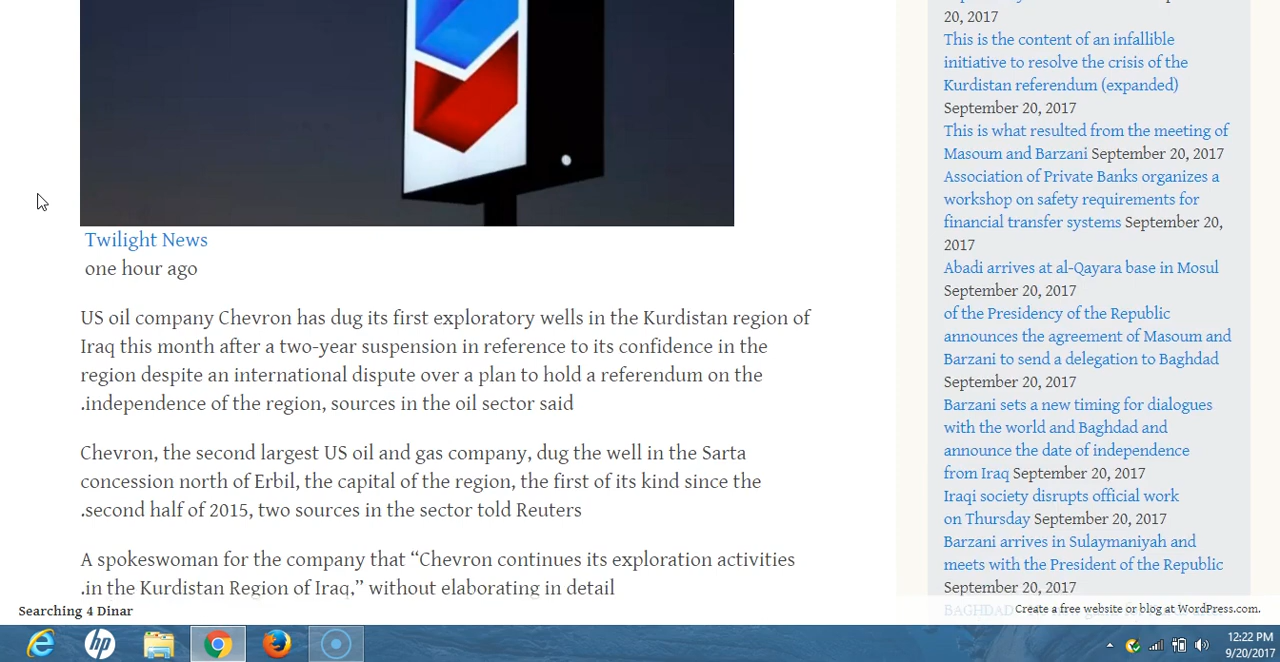 Twilight News
one hour ago
US oil company Chevron has dug its first exploratory wells in the Kurdistan region of
Iraq this month after a two-year suspension in reference to its confidence in the
region despite an international dispute over a plan to hold a referendum on the
.independence of the region, sources in the oil sector said
Chevron, the second largest US oil and gas company, dug the well in the Sarta
concession north of Erbil, the capital of the region, the first of its kind since the
.second half of 2015, two sources in the sector told Reuters
A spokeswoman for the company that “Chevron continues its exploration activities
.in the Kurdistan Region of Iraq,” without elaborating in detail
20, 2017
This is the content of an infallible
initiative to resolve the crisis of the
Kurdistan referendum (expanded)
September 20, 2017
This is what resulted from the meeting of
Masoum and Barzani September 20, 2017
Association of Private Banks organizes a
workshop on safety requirements for
financial transfer systems September 20,
2017
Abadi arrives at al-Qayara base in Mosul
September 20, 2017
of the Presidency of the Republic
announces the agreement of Masoum and
Barzani to send a delegation to Baghdad
September 20, 2017
Barzani sets a new timing for dialogues
with the world and Baghdad and
announce the date of independence
from Iraq September 20, 2017
Iraqi society disrupts official work
on Thursday September 20, 2017
Barzani arrives in Sulaymaniyah and
meets with the President of the Republic
September 20, 2017
BAGHDAD
Searching 4 Dinar
Create a free website or blog at WordPress.com.
hp
12:22 PM
9/20/2017